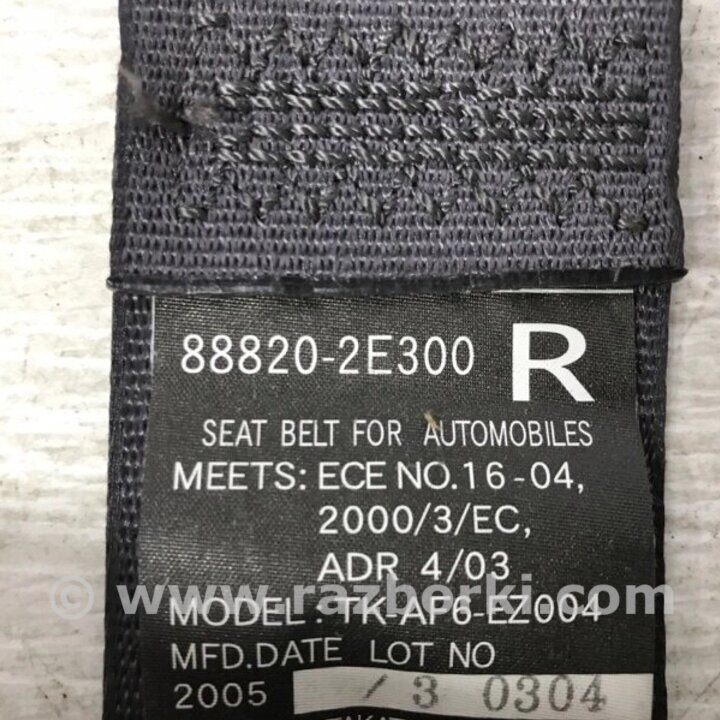 88820-2E300 R
SEAT BELT FOR AUTOMOBILES
MEETS: ECE NO.16-04,
2000/3/EC,
ADR 4/03
© www.razborki.com
MODEL: TK-AF6-EZ004
MFD.DATE LOT NO
2005 / 3 0304